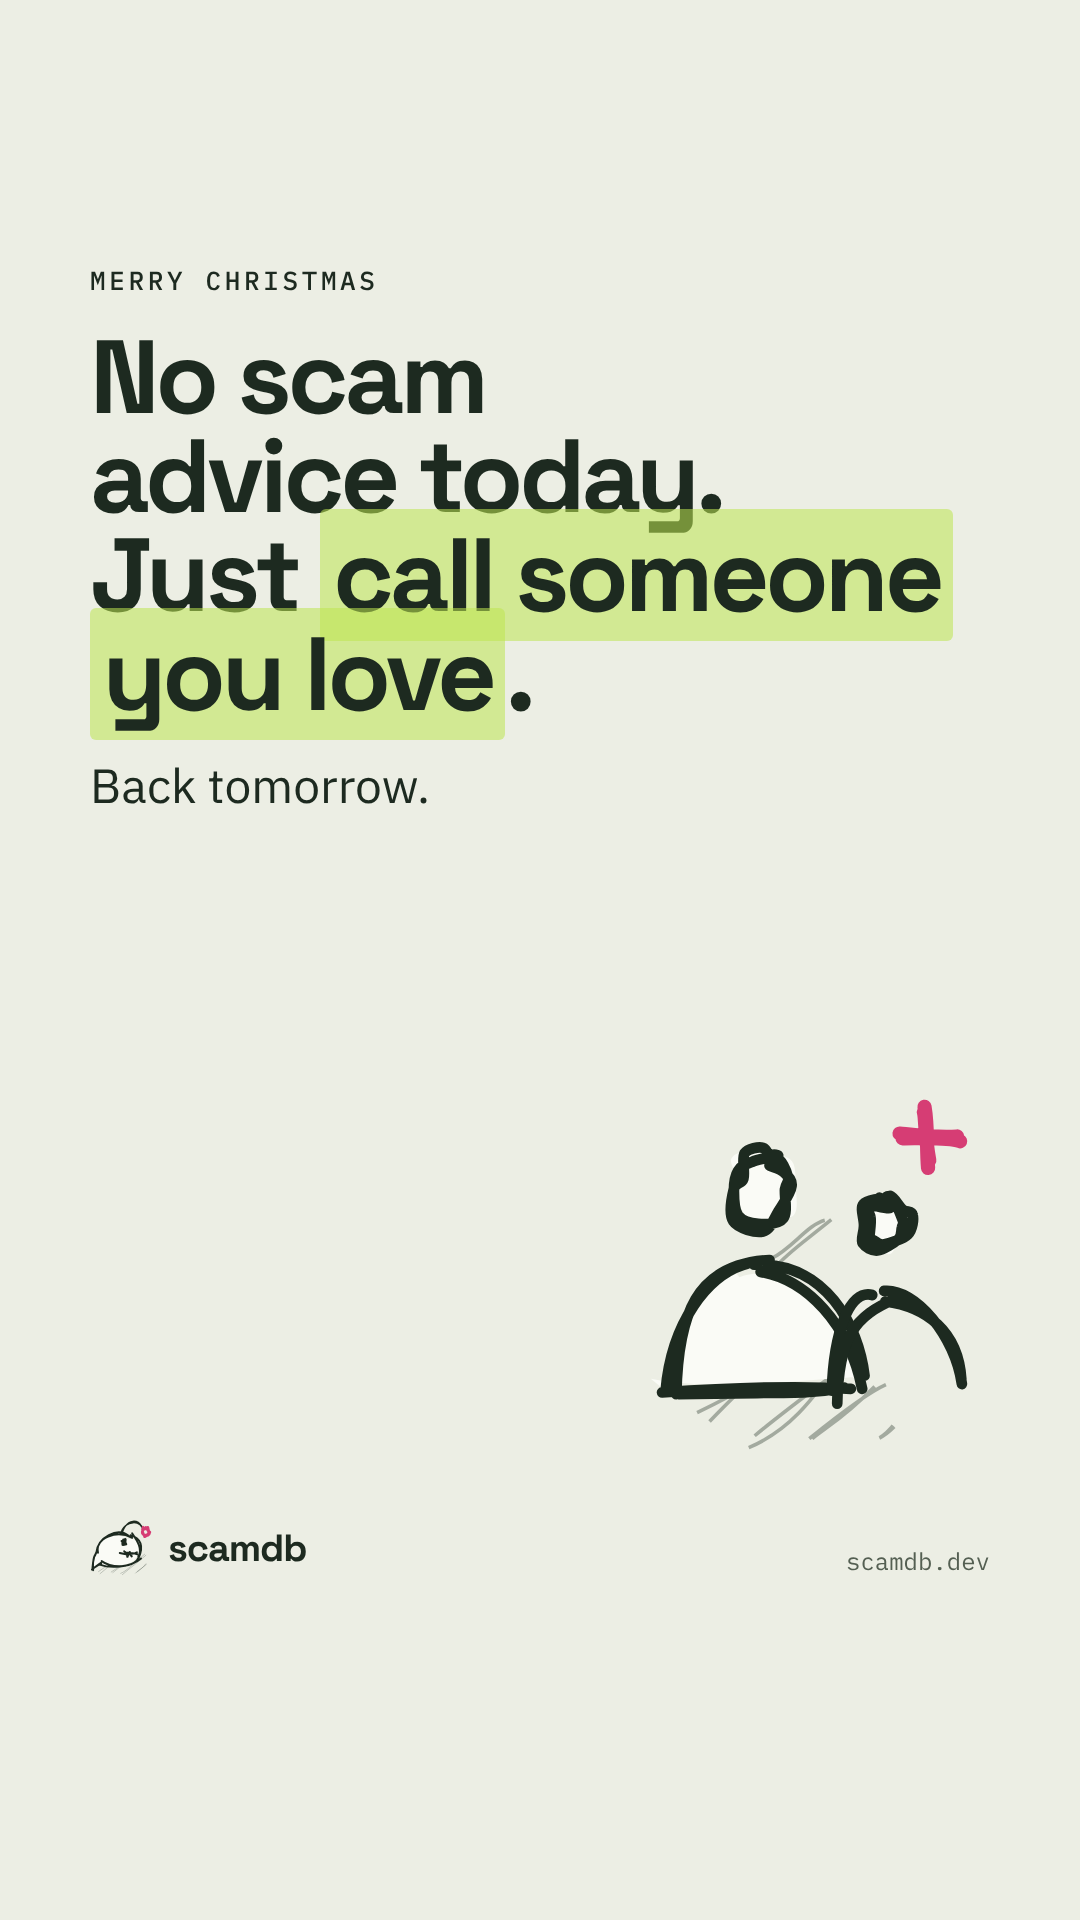 MERRY CHRISTMAS
No scam
advice today.
Just call someone
you love.
Back tomorrow.
scamdb
scamdb.dev